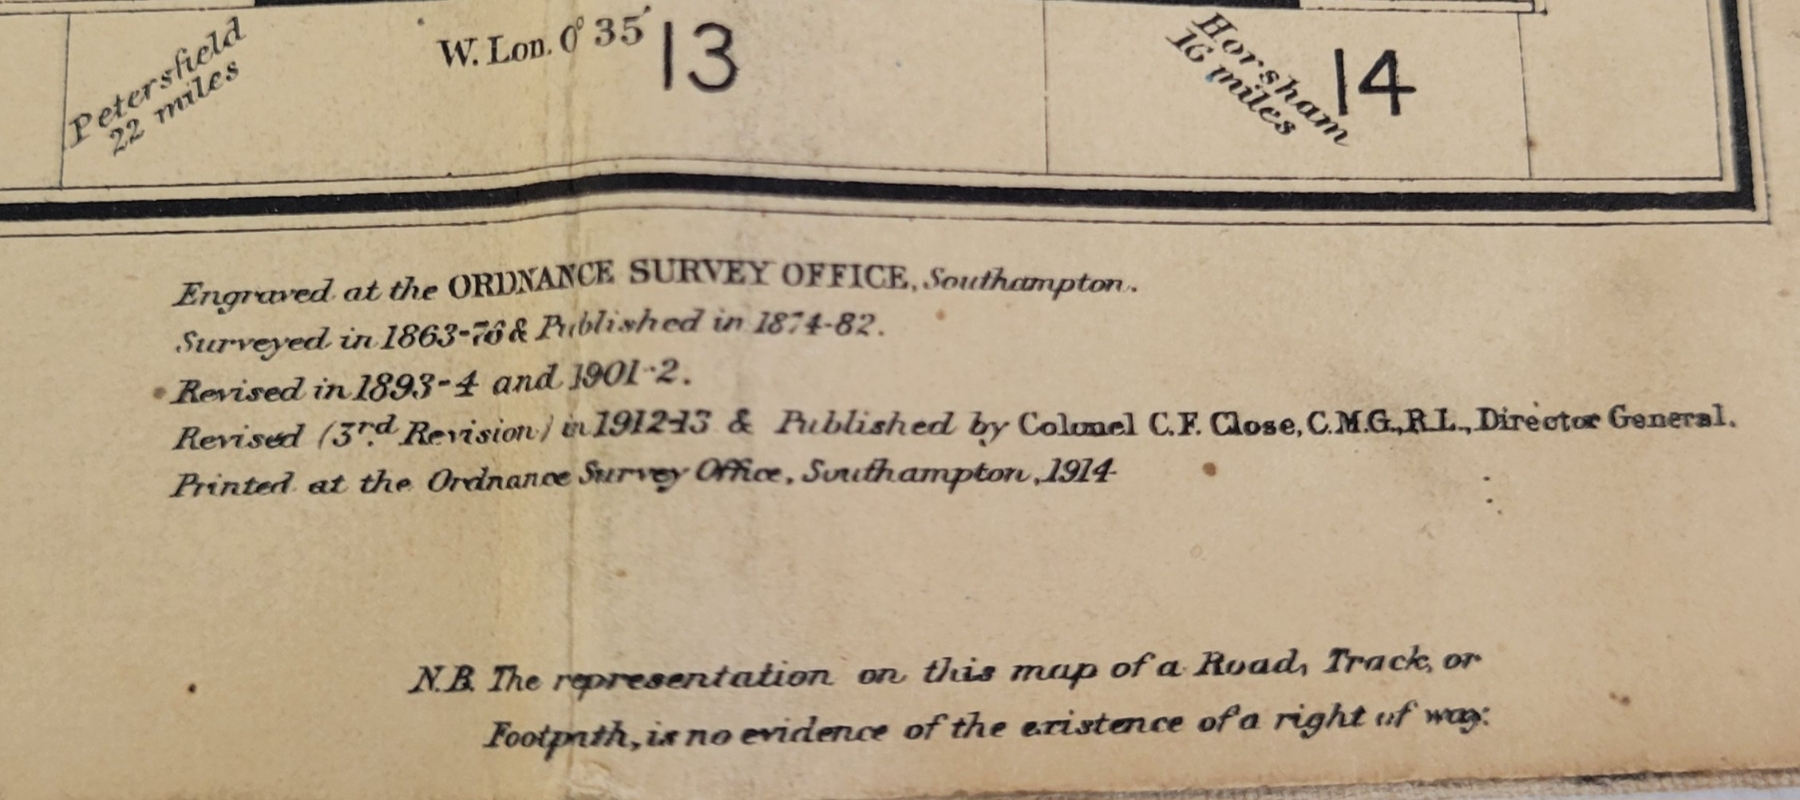 Petersfield
22 miles
W. Lon. 0° 35′
13
Horsham
16 miles
14
Engraved at the ORDNANCE SURVEY OFFICE, Southampton.
Surveyed in 1863-76 & Published in 1874-82.
Revised in 1893-4 and 1901-2.
Revised (3rd Revision) in 1912-13 & Published by Colonel C.F. Close, C.M.G., R.E., Director General.
Printed at the Ordnance Survey Office, Southampton, 1914
N.B. The representation on this map of a Road, Track, or
Footpath, is no evidence of the existence of a right of way.